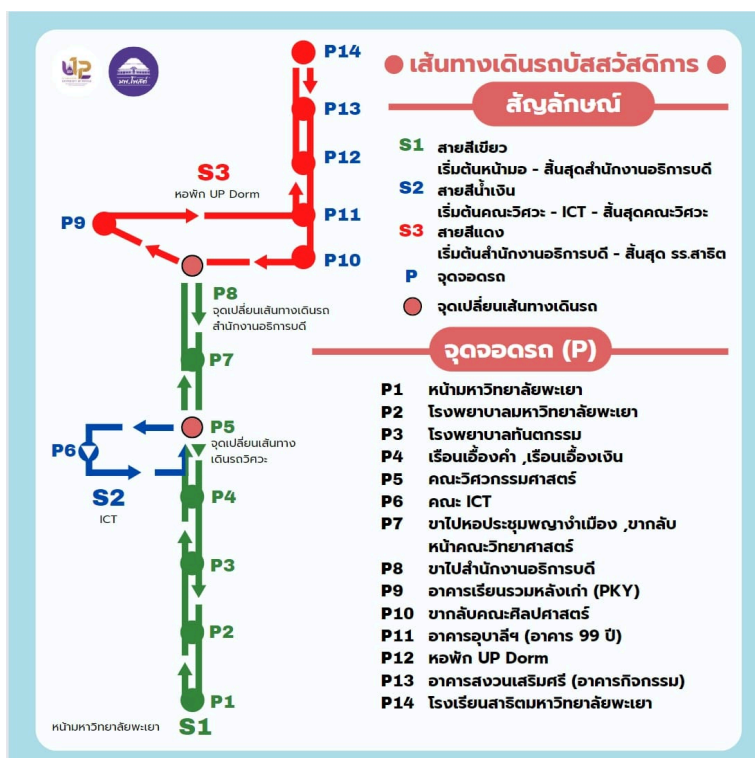 มพ.โพสต์
เส้นทางเดินรถบัสสวัสดิการ
สัญลักษณ์
S1 สายสีเขียว
เริ่มต้นหน้ามอ - สิ้นสุดสำนักงานอธิการบดี
S2 สายสีน้ำเงิน
เริ่มต้นคณะวิศวะ - ICT - สิ้นสุดคณะวิศวะ
S3 สายสีแดง
เริ่มต้นสำนักงานอธิการบดี - สิ้นสุด รร.สาธิต
P จุดจอดรถ
จุดเปลี่ยนเส้นทางเดินรถ
จุดจอดรถ (P)
P1 หน้ามหาวิทยาลัยพะเยา
P2 โรงพยาบาลมหาวิทยาลัยพะเยา
P3 โรงพยาบาลทันตกรรม
P4 เรือนเอื้องคำ ,เรือนเอื้องเงิน
P5 คณะวิศวกรรมศาสตร์
P6 คณะ ICT
P7 ขาไปหอประชุมพญางำเมือง ,ขากลับ
หน้าคณะวิทยาศาสตร์
P8 ขาไปสำนักงานอธิการบดี
P9 อาคารเรียนรวมหลังเก่า (PKY)
P10 ขากลับคณะศิลปศาสตร์
P11 อาคารอุบาลีฯ (อาคาร 99 ปี)
P12 หอพัก UP Dorm
P13 อาคารสงวนเสริมศรี (อาคารกิจกรรม)
P14 โรงเรียนสาธิตมหาวิทยาลัยพะเยา
P14
P13
P12
S3
หอพัก UP Dorm
P11
P9
P10
P8
จุดเปลี่ยนเส้นทางเดินรถ
สำนักงานอธิการบดี
P7
P5
จุดเปลี่ยนเส้นทาง
เดินรถวิศวะ
P6
S2
ICT
P4
P3
P2
P1
หน้ามหาวิทยาลัยพะเยา
S1